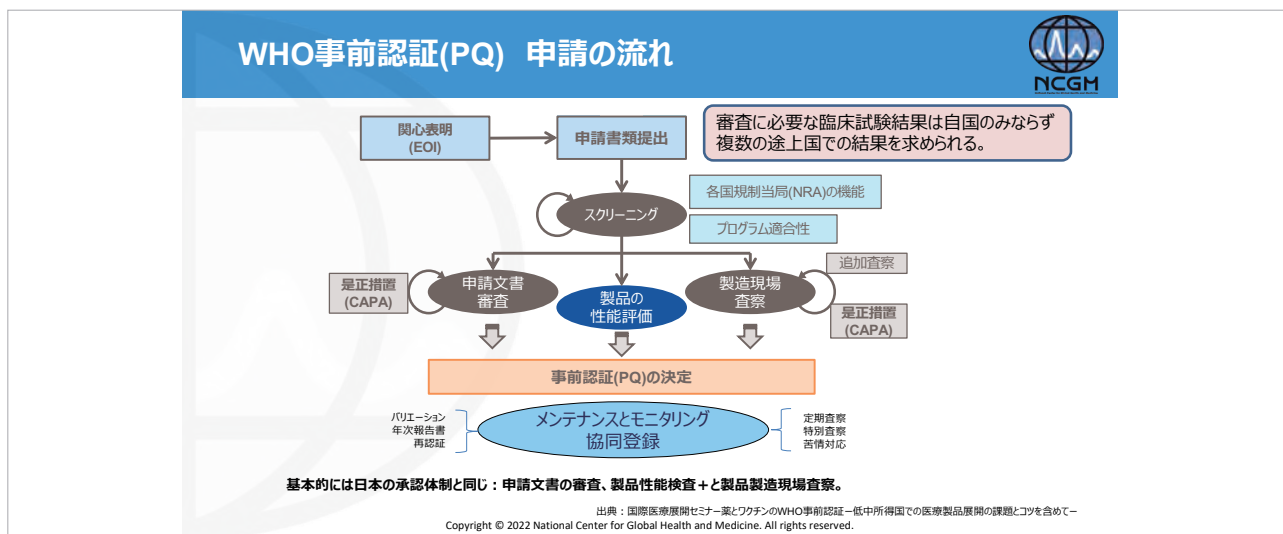 WHO事前認証(PQ) 申請の流れ
NCGM
関心表明
(EOI)
申請書類提出
審査に必要な臨床試験結果は自国のみならず
複数の途上国での結果を求められる。
各国規制当局(NRA)の機能
スクリーニング
プログラム適合性
追加査察
是正措置
(CAPA)
申請文書
審査
製品の
性能評価
製造現場
査察
是正措置
(CAPA)
事前認証(PQ)の決定
バリエーション
年次報告書
再認証
メンテナンスとモニタリング
協同登録
定期査察
特別査察
苦情対応
基本的には日本の承認体制と同じ：申請文書の審査、製品性能検査＋と製品製造現場査察。
出典：国際医療展開セミナー薬とワクチンのWHO事前認証－低中所得国での医療製品展開の課題とコツを含めて－
Copyright © 2022 National Center for Global Health and Medicine. All rights reserved.